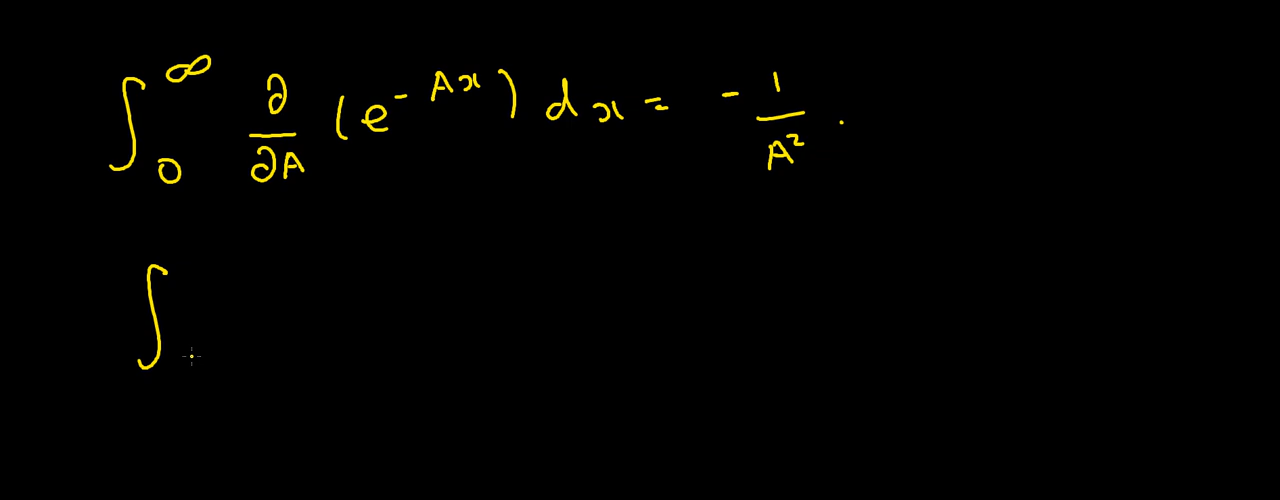 ∫₀^∞ ∂/∂A (e^{-Ax}) dx = - 1/A² .
∫